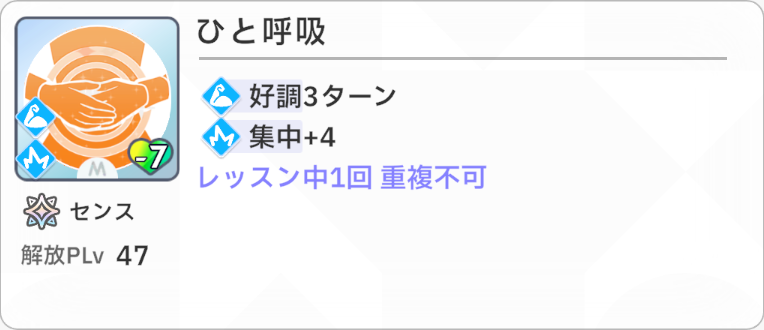 ひと呼吸
好調3ターン
集中+4
レッスン中1回 重複不可
M
-7
センス
解放PLv 47